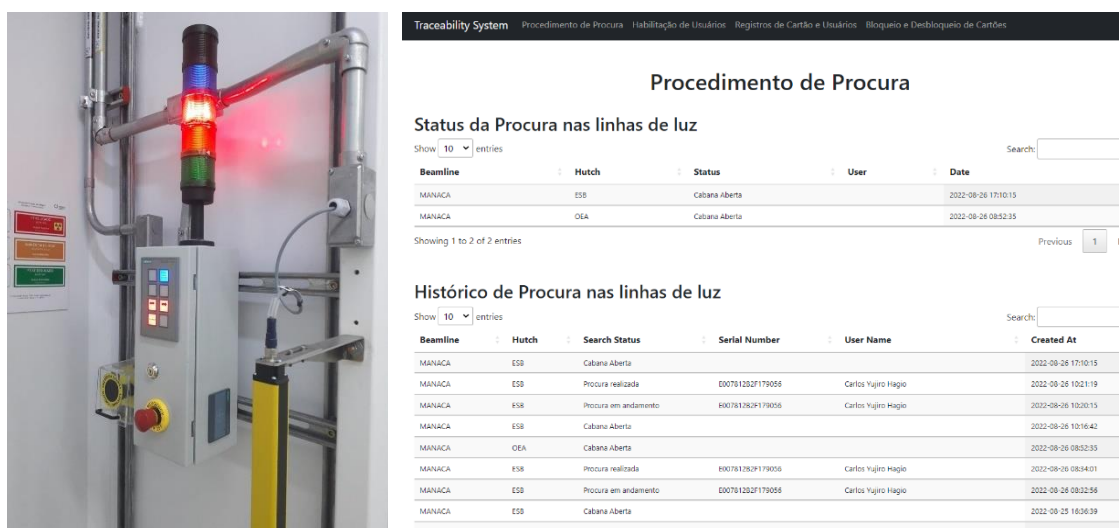 Traceability System Procedimento de Procura Habilitação de Usuários Registros de Cartão e Usuários Bloqueio e Desbloqueio de Cartões
Procedimento de Procura
Status da Procura nas linhas de luz
Show 10 entries Search:
Beamline Hutch Status User Date
MANACA ESB Cabana Aberta 2022-08-26 17:10:15
MANACA OEA Cabana Aberta 2022-08-26 08:52:35
Showing 1 to 2 of 2 entries Previous 1
Histórico de Procura nas linhas de luz
Show 10 entries Search:
Beamline Hutch Search Status Serial Number User Name Created At
MANACA ESB Cabana Aberta 2022-08-26 17:10:15
MANACA ESB Procura realizada E00781282F179056 Carlos Yujiro Hagio 2022-08-26 10:21:19
MANACA ESB Procura em andamento E00781282F179056 Carlos Yujiro Hagio 2022-08-26 10:20:15
MANACA ESB Cabana Aberta 2022-08-26 10:16:42
MANACA OEA Cabana Aberta 2022-08-26 08:52:35
MANACA ESB Procura realizada E00781282F179056 Carlos Yujiro Hagio 2022-08-26 08:34:01
MANACA ESB Procura em andamento E00781282F179056 Carlos Yujiro Hagio 2022-08-26 08:32:56
MANACA ESB Cabana Aberta 2022-08-25 16:36:39